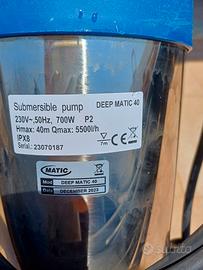 Submersible pump DEEP MATIC 40
230V~,50Hz, 700W P2
Hmax: 40m Qmax: 5500l/h
IPX8
7m
Serial.: 23070187
MATIC
Mod. DEEP MATIC 40
Date DECEMBER 2023
subito